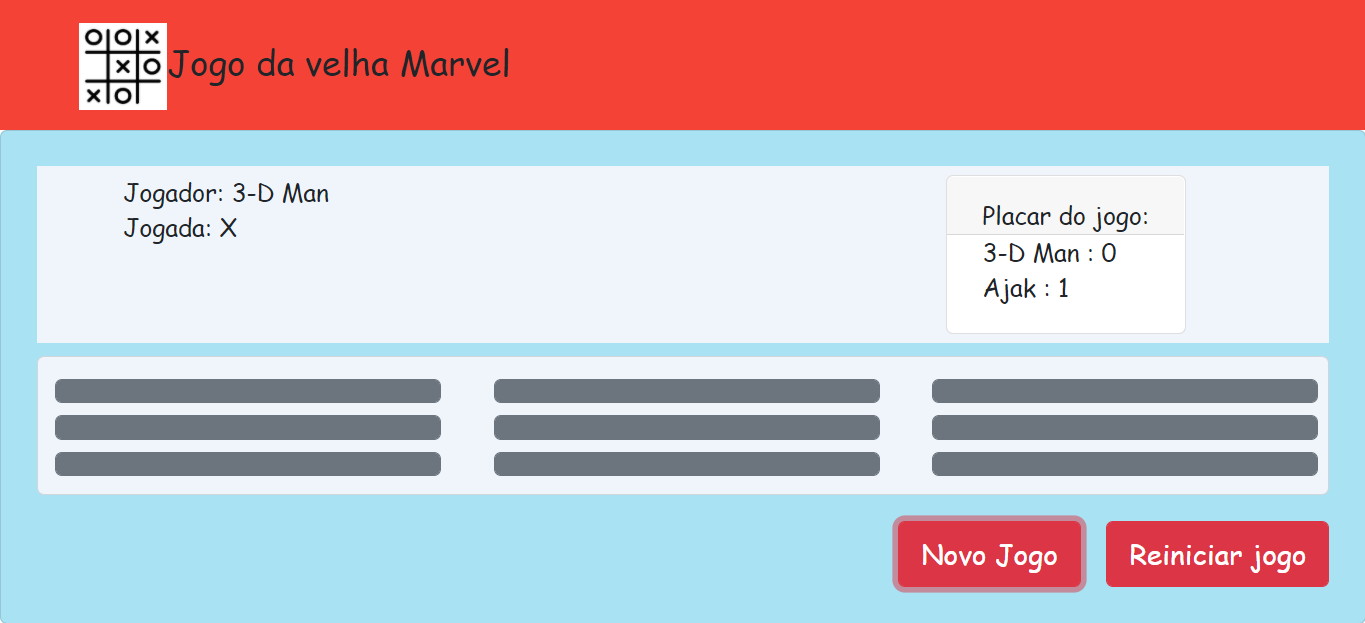 O O X
X O
X O
Jogo da velha Marvel
Jogador: 3-D Man
Jogada: X
Placar do jogo:
3-D Man : 0
Ajak : 1
Novo Jogo
Reiniciar jogo